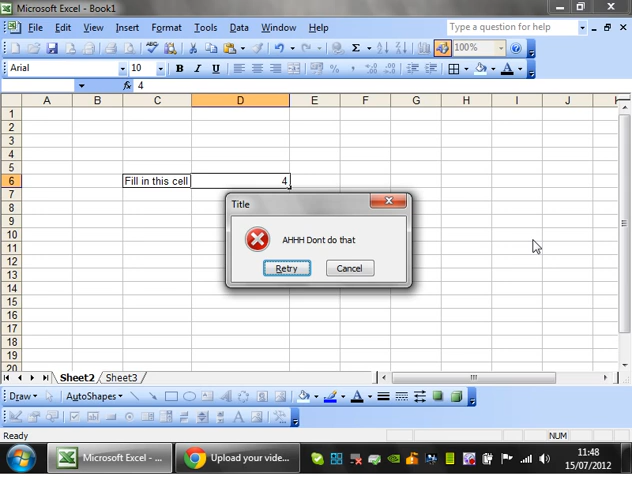 Microsoft Excel - Book1
File Edit View Insert Format Tools Data Window Help
Type a question for help
Σ 100%
Arial 10 B I U
fx 4
A B C D E F G H I J K
1
2
3
4
5
6 Fill in this cell 4
7
8
9
10
11
12
13
14
15
16
17
18
19
20
Title
AHHH Dont do that
Retry Cancel
Sheet2 Sheet3
Draw AutoShapes
Ready NUM
Microsoft Excel - ...
Upload your vide...
11:48
15/07/2012